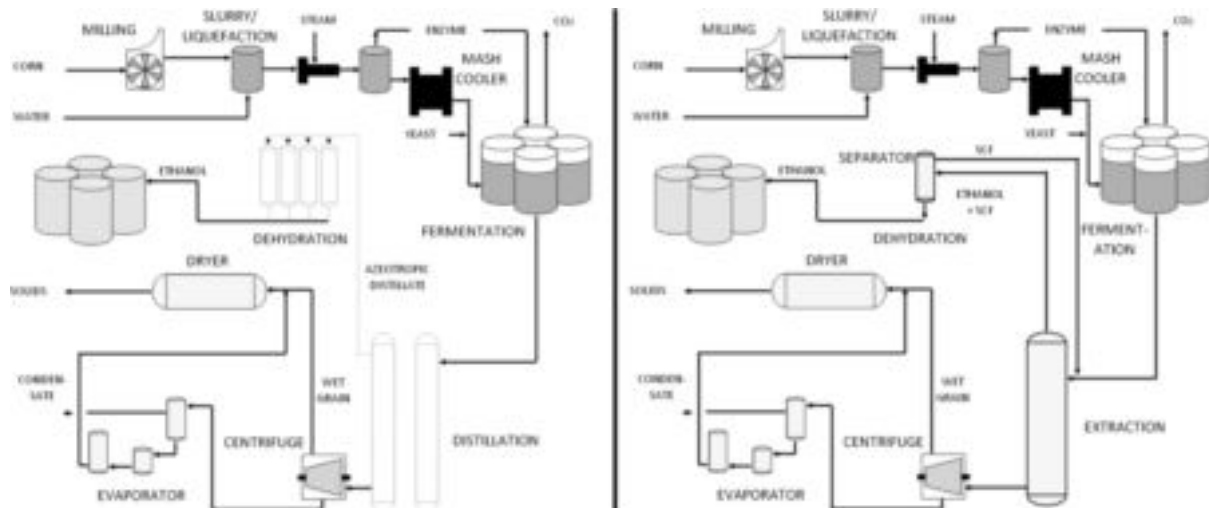 MILLING
SLURRY/
LIQUEFACTION
STEAM
ENZYME
CO₂
CORN
MASH
COOLER
WATER
YEAST
ETHANOL
DEHYDRATION
FERMENTATION
DRYER
AZEOTROPIC
DISTILLATE
SOLIDS
CONDEN-
SATE
WET
GRAIN
CENTRIFUGE
DISTILLATION
EVAPORATOR
MILLING
SLURRY/
LIQUEFACTION
STEAM
ENZYME
CO₂
CORN
MASH
COOLER
WATER
YEAST
SEPARATOR
SCF
ETHANOL
ETHANOL
+ SCF
DEHYDRATION
FERMENT-
ATION
DRYER
SOLIDS
CONDEN-
SATE
WET
GRAIN
CENTRIFUGE
EXTRACTION
EVAPORATOR